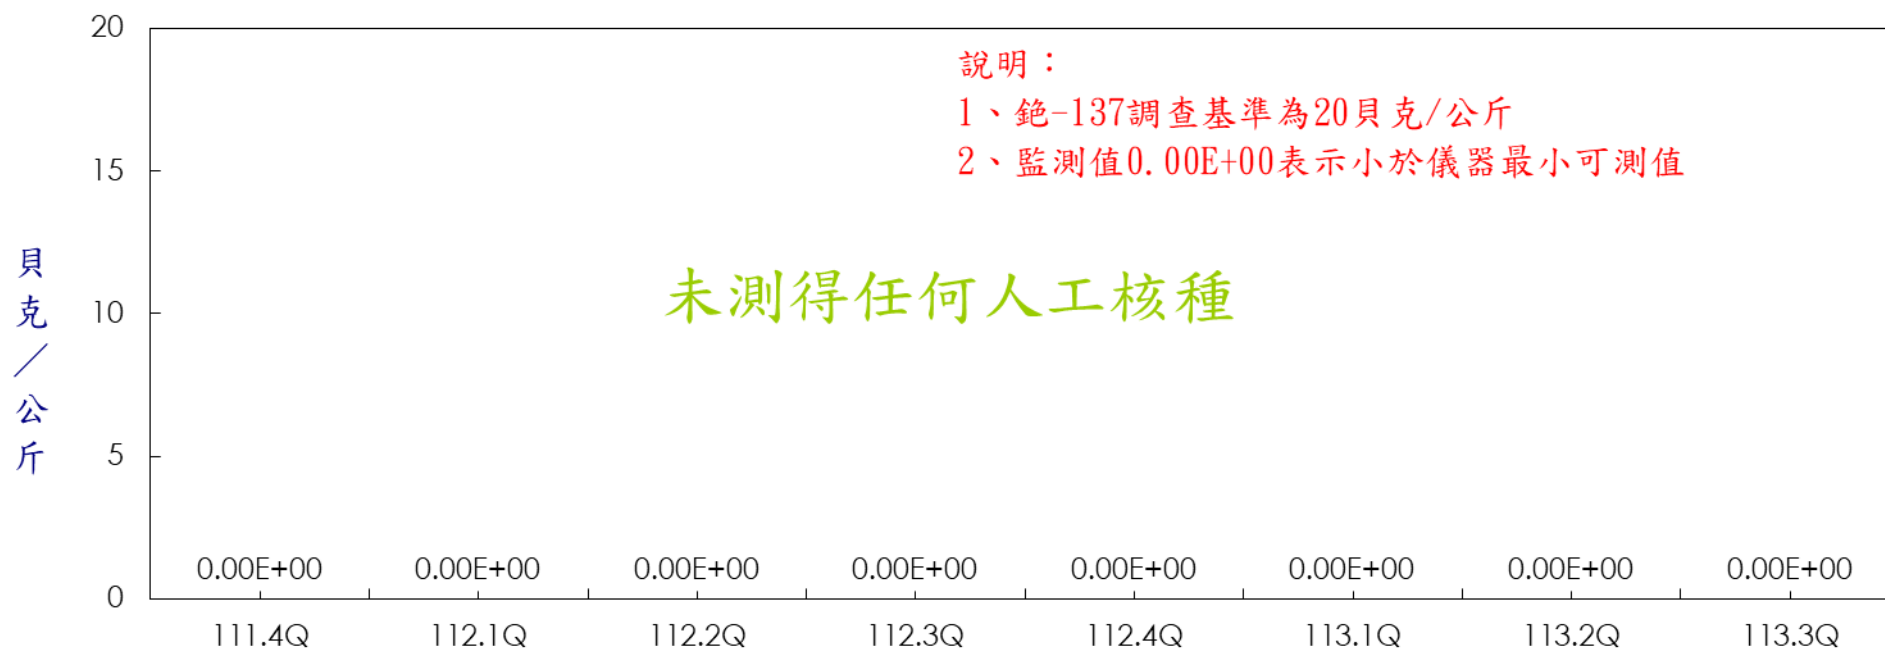 20
說明：
1、銫-137調查基準為20貝克/公斤
2、監測值0.00E+00表示小於儀器最小可測值
15
貝克／公斤
未測得任何人工核種
10
5
0.00E+00 0.00E+00 0.00E+00 0.00E+00 0.00E+00 0.00E+00 0.00E+00 0.00E+00
0
111.4Q 112.1Q 112.2Q 112.3Q 112.4Q 113.1Q 113.2Q 113.3Q